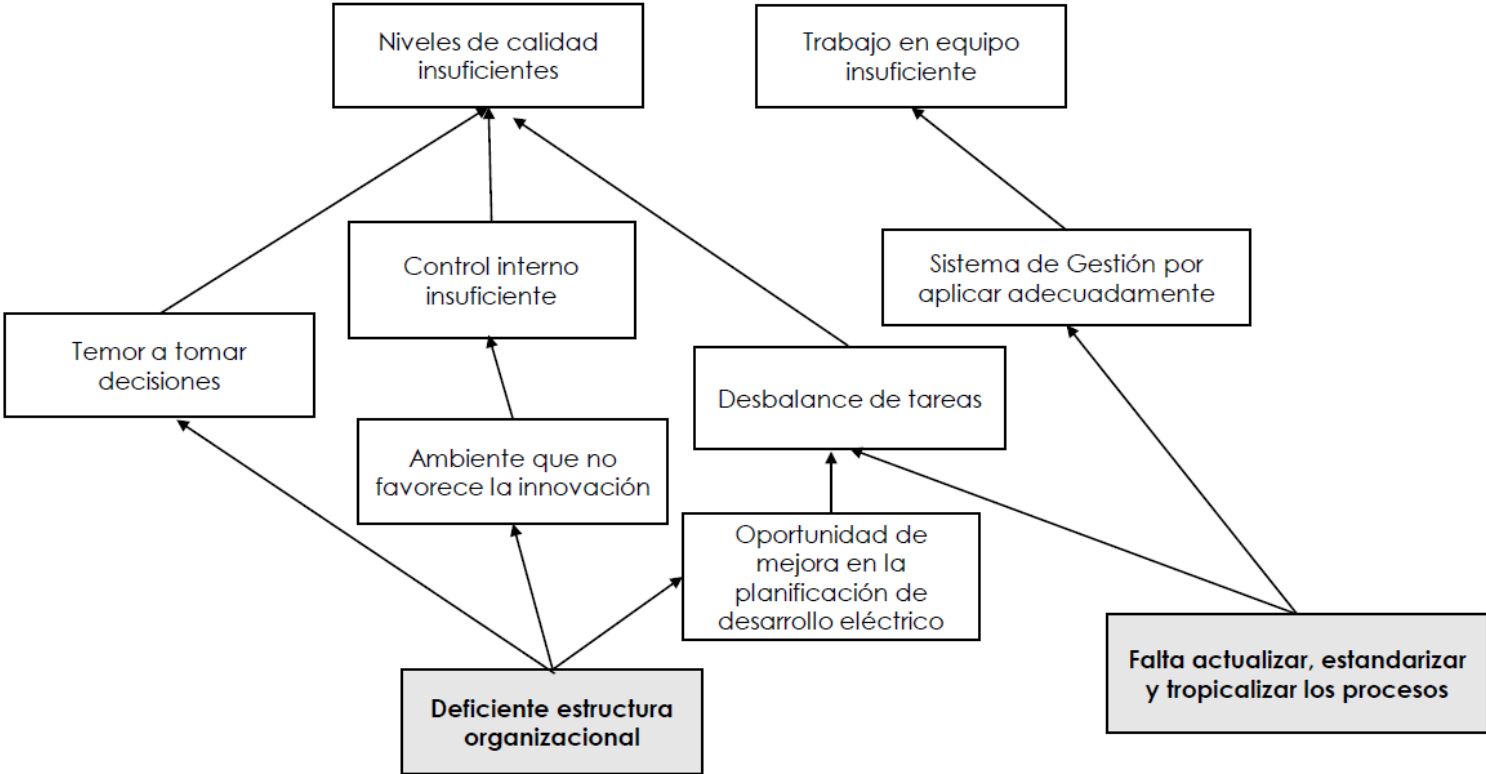 Niveles de calidad
insuficientes
Trabajo en equipo
insuficiente
Control interno
insuficiente
Sistema de Gestión por
aplicar adecuadamente
Temor a tomar
decisiones
Desbalance de tareas
Ambiente que no
favorece la innovación
Oportunidad de
mejora en la
planificación de
desarrollo eléctrico
Falta actualizar, estandarizar
y tropicalizar los procesos
Deficiente estructura
organizacional